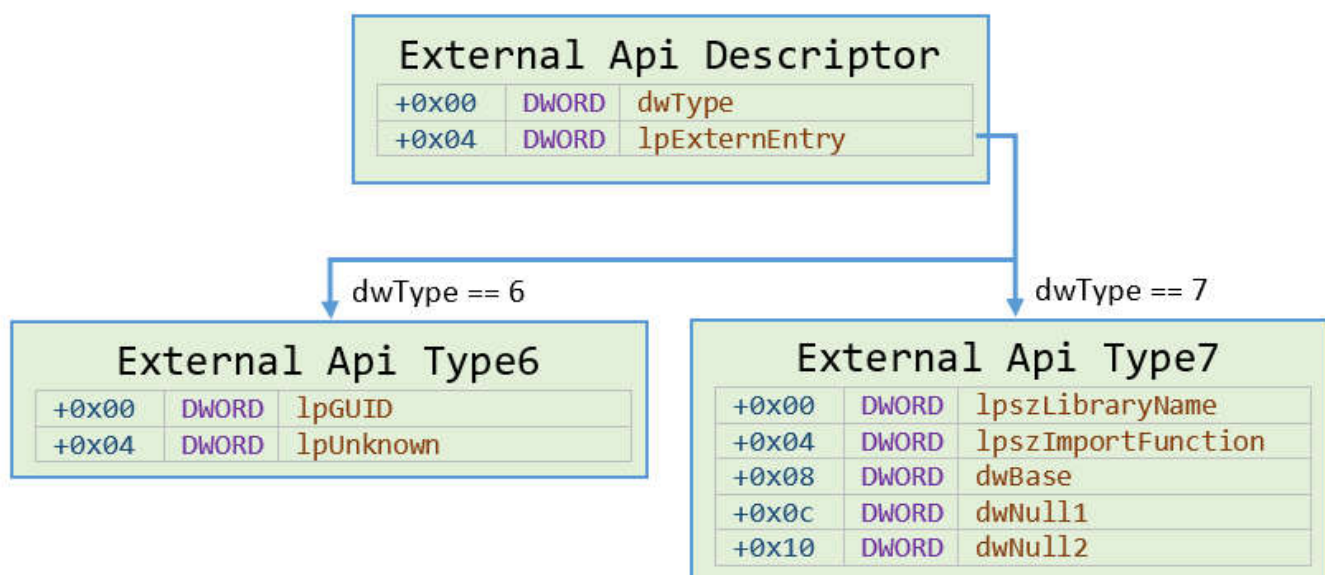 External Api Descriptor
+0x00 DWORD dwType
+0x04 DWORD lpExternEntry
dwType == 6
dwType == 7
External Api Type6
+0x00 DWORD lpGUID
+0x04 DWORD lpUnknown
External Api Type7
+0x00 DWORD lpszLibraryName
+0x04 DWORD lpszImportFunction
+0x08 DWORD dwBase
+0x0c DWORD dwNull1
+0x10 DWORD dwNull2